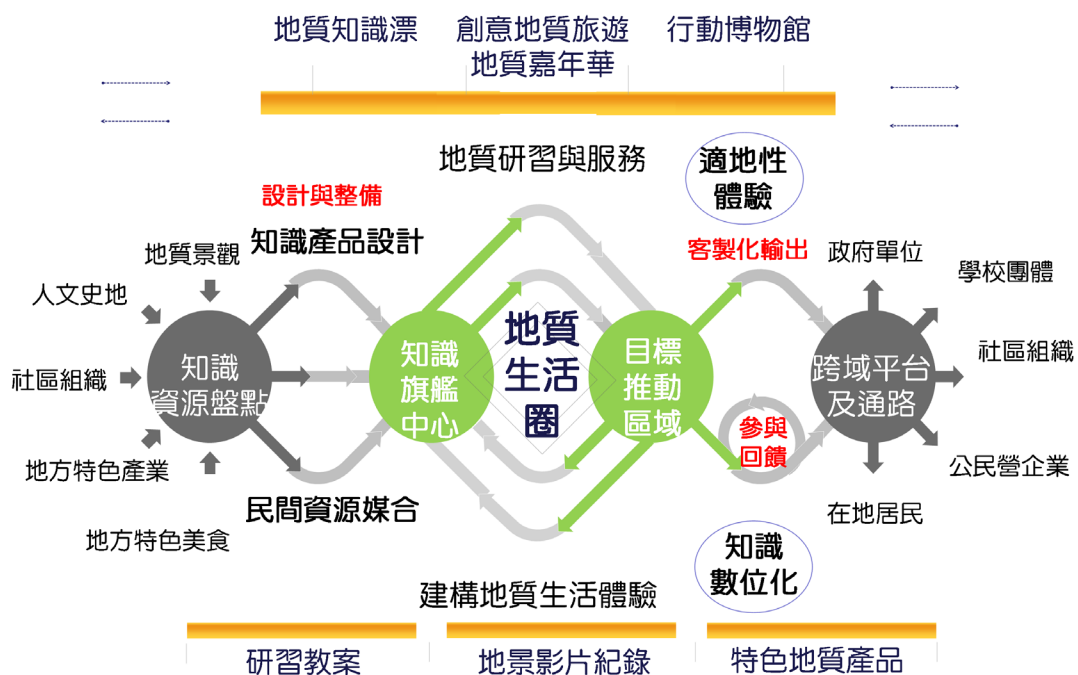 地質知識漂
創意地質旅遊
地質嘉年華
行動博物館
地質研習與服務
適地性
體驗
設計與整備
知識產品設計
客製化輸出
地質景觀
人文史地
社區組織
地方特色產業
地方特色美食
知識
資源盤點
知識
旗艦
中心
地質
生活
圈
目標
推動
區域
參與
回饋
跨域平台
及通路
政府單位
學校團體
社區組織
公民營企業
在地居民
民間資源媒合
知識
數位化
建構地質生活體驗
研習教案
地景影片紀錄
特色地質產品